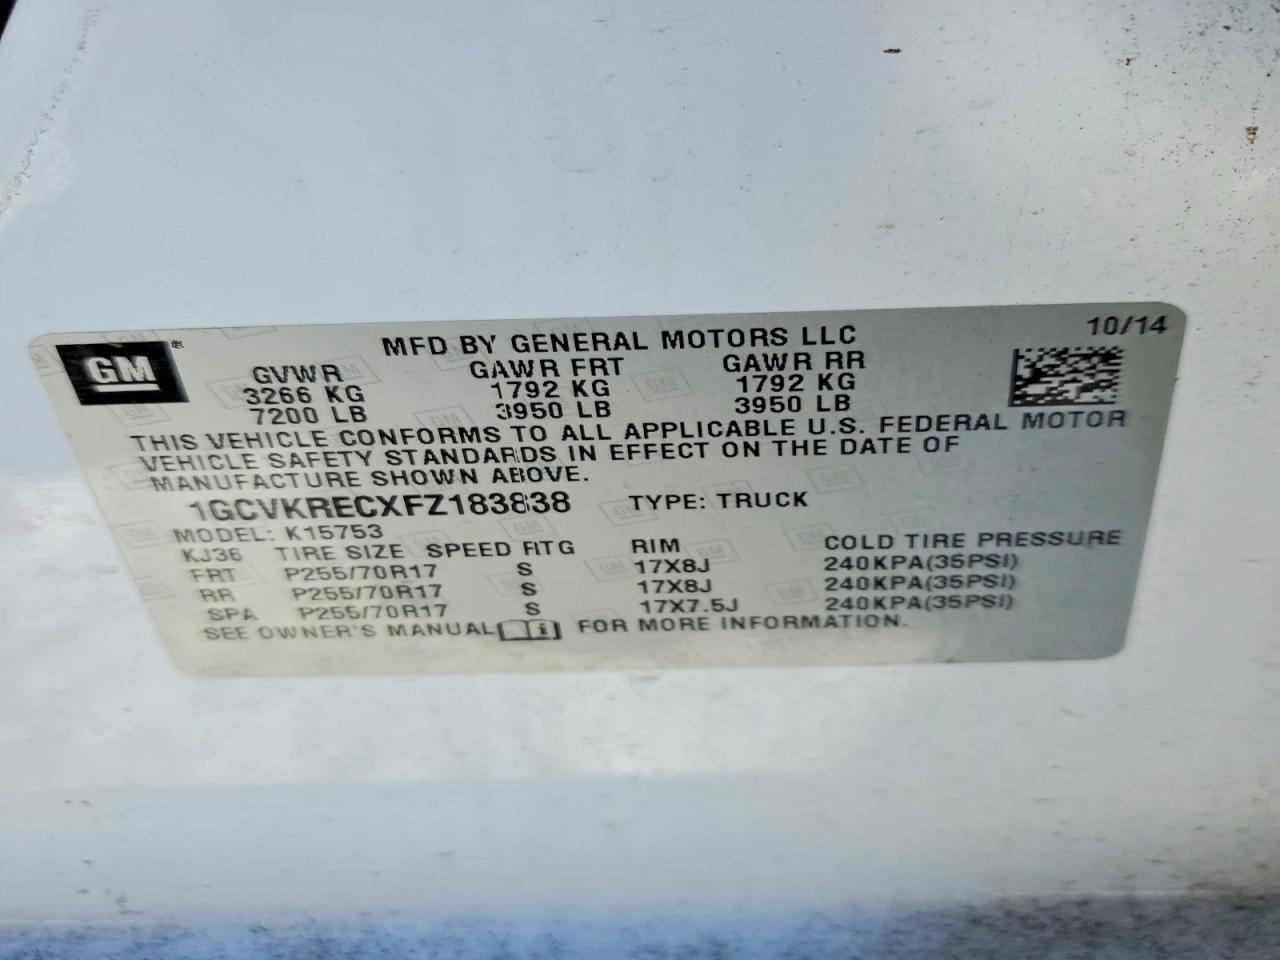 10/14
GM ® MFD BY GENERAL MOTORS LLC
GVWR GAWR FRT GAWR RR
3266 KG 1792 KG 1792 KG
7200 LB 3950 LB 3950 LB
THIS VEHICLE CONFORMS TO ALL APPLICABLE U.S. FEDERAL MOTOR
VEHICLE SAFETY STANDARDS IN EFFECT ON THE DATE OF
MANUFACTURE SHOWN ABOVE.
1GCVKRECXFZ183838 TYPE: TRUCK
MODEL: K15753
KJ36 TIRE SIZE SPEED RTG RIM COLD TIRE PRESSURE
FRT P255/70R17 S 17X8J 240KPA(35PSI)
RR P255/70R17 S 17X8J 240KPA(35PSI)
SPA P255/70R17 S 17X7.5J 240KPA(35PSI)
SEE OWNER'S MANUAL i FOR MORE INFORMATION.